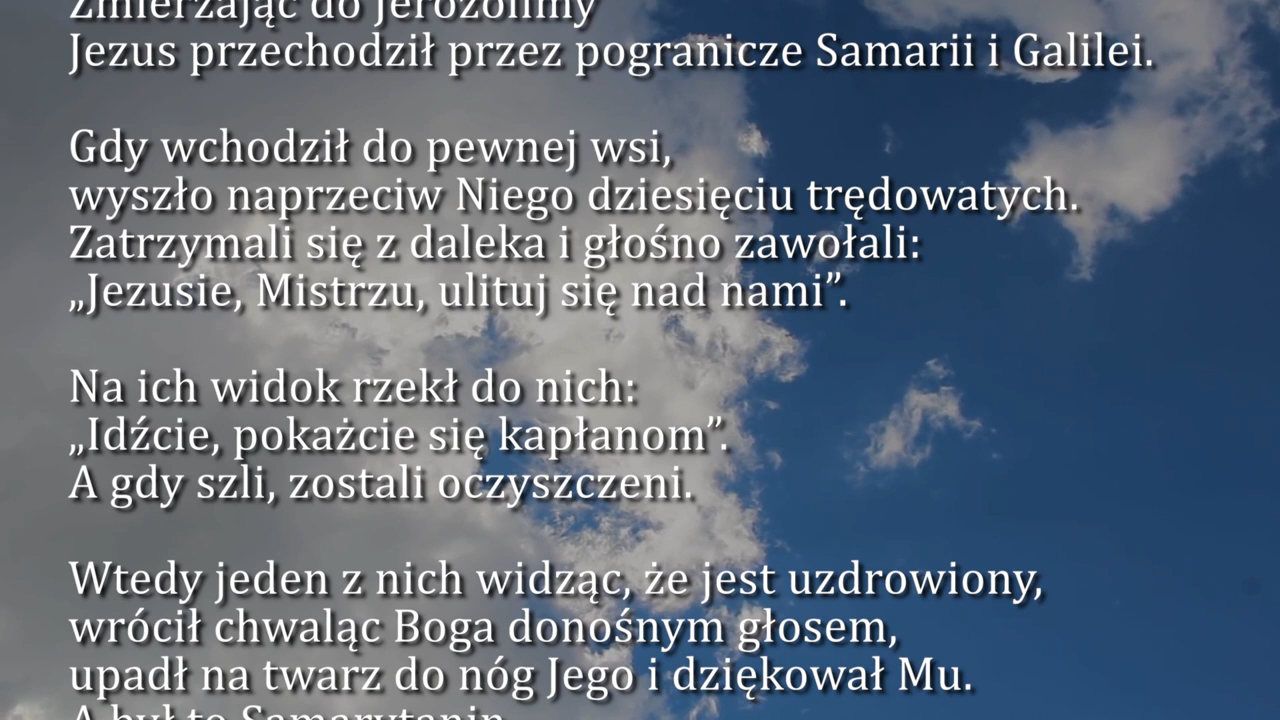 Zmierzając do Jerozolimy
Jezus przechodził przez pogranicze Samarii i Galilei.
Gdy wchodził do pewnej wsi,
wyszło naprzeciw Niego dziesięciu trędowatych.
Zatrzymali się z daleka i głośno zawołali:
„Jezusie, Mistrzu, ulituj się nad nami”.
Na ich widok rzekł do nich:
„Idźcie, pokażcie się kapłanom”.
A gdy szli, zostali oczyszczeni.
Wtedy jeden z nich widząc, że jest uzdrowiony,
wrócił chwaląc Boga donośnym głosem,
upadł na twarz do nóg Jego i dziękował Mu.
A był to Samarytanin